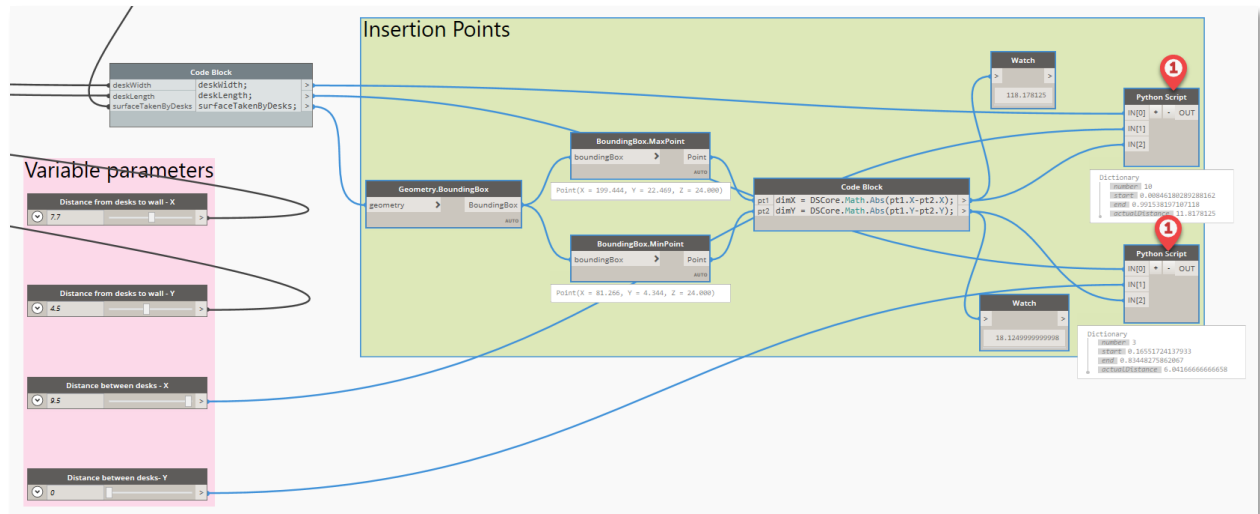 Insertion Points
Code Block
deskWidth deskWidth; >
deskLength deskLength; >
surfaceTakenByDesks surfaceTakenByDesks; >
Variable parameters
Distance from desks to wall - X
7.7 >
Distance from desks to wall - Y
4.5 >
Distance between desks - X
9.5 >
Distance between desks- Y
0 >
Geometry.BoundingBox
geometry > BoundingBox
AUTO
BoundingBox.MaxPoint
boundingBox > Point
AUTO
Point(X = 199.444, Y = 22.469, Z = 24.000)
BoundingBox.MinPoint
boundingBox > Point
AUTO
Point(X = 81.266, Y = 4.344, Z = 24.000)
Code Block
pt1 dimX = DSCore.Math.Abs(pt1.X-pt2.X); >
pt2 dimY = DSCore.Math.Abs(pt1.Y-pt2.Y); >
Watch
> >
118.178125
Watch
> >
18.1249999999998
1
Python Script
IN[0] + - OUT
IN[1]
IN[2]
Dictionary
number 10
start 0.00846180289280162
end 0.991538197107118
actualDistance 11.8178125
1
Python Script
IN[0] + - OUT
IN[1]
IN[2]
Dictionary
number 3
start 0.16551724137933
end 0.83448275862067
actualDistance 6.04166666666658